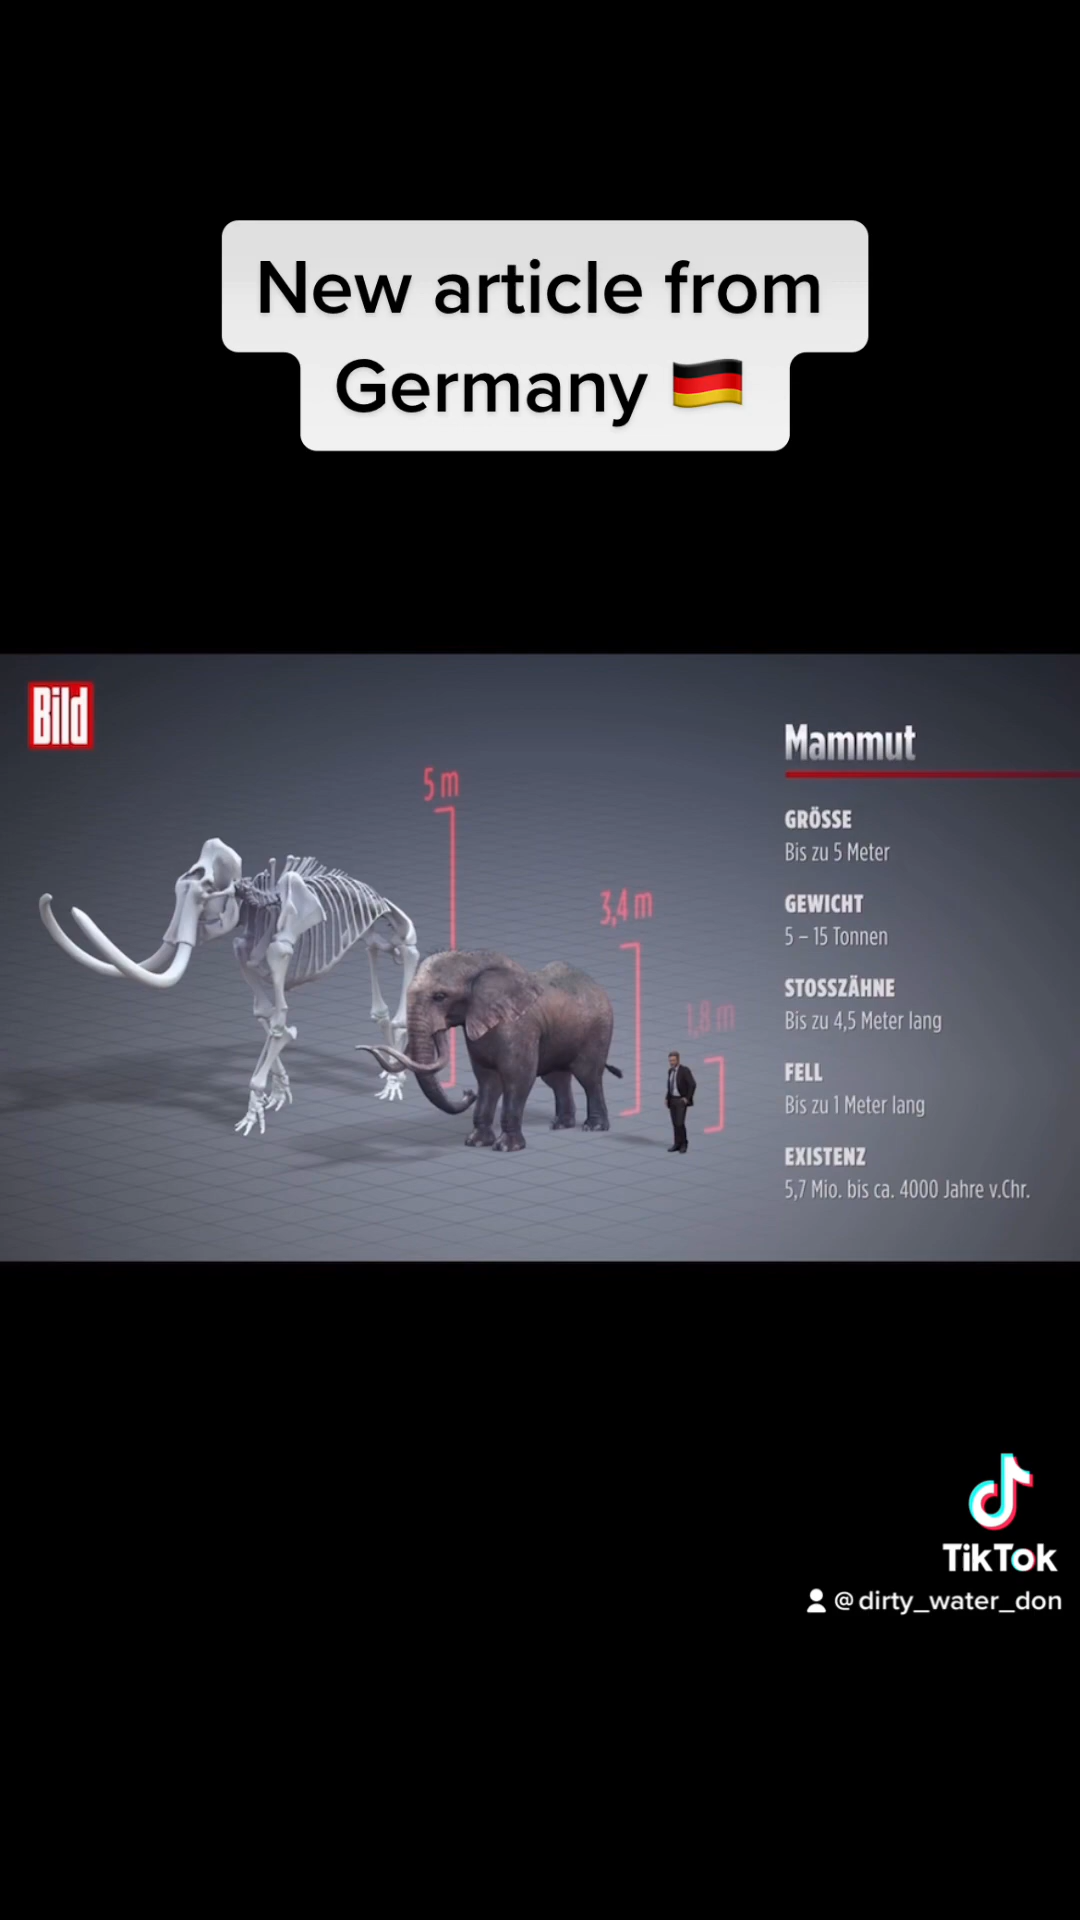 New article from
Germany 🇩🇪
Bild
Mammut
5 m
3,4 m
1,8 m
GRÖSSE
Bis zu 5 Meter
GEWICHT
5 – 15 Tonnen
STOSSZÄHNE
Bis zu 4,5 Meter lang
FELL
Bis zu 1 Meter lang
EXISTENZ
5,7 Mio. bis ca. 4000 Jahre v.Chr.
TikTok
@dirty_water_don